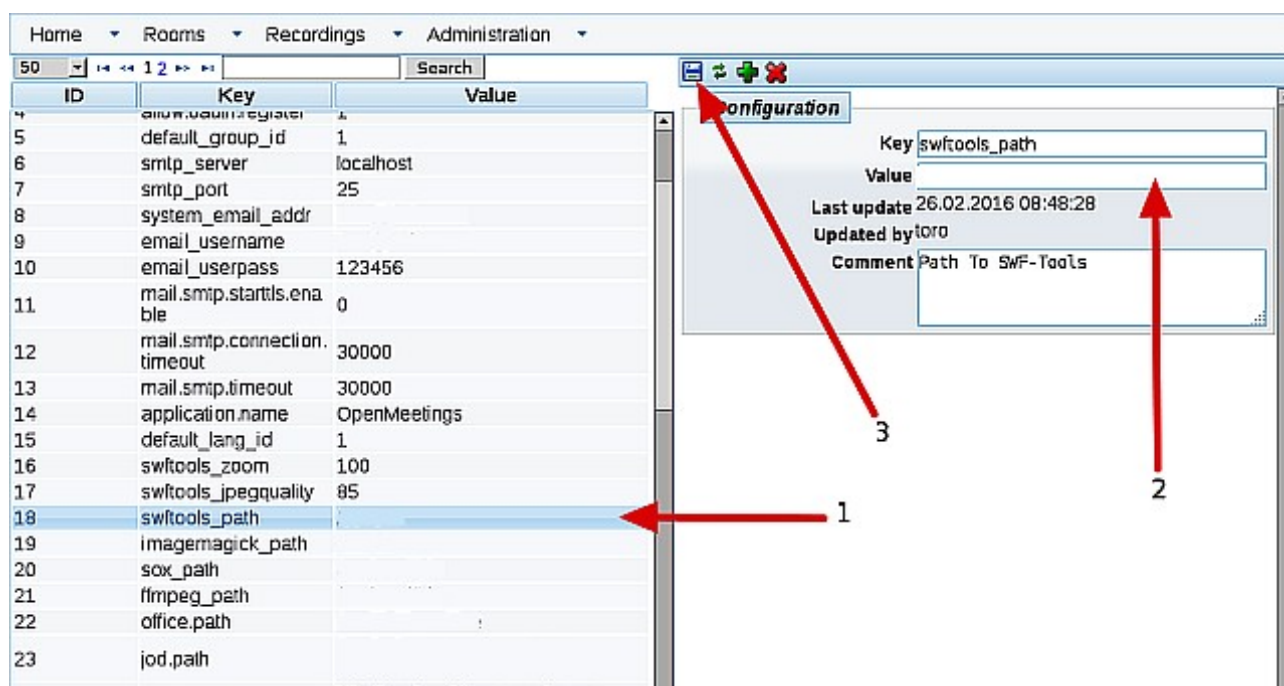 Home Rooms Recordings Administration
50 1 2 Search
ID Key Value
4 1
5 default_group_id 1
6 smtp_server localhost
7 smtp_port 25
8 system_email_addr
9 email_username
10 email_userpass 123456
11 mail.smtp.starttls.ena 0
ble
12 mail.smtp.connection. 30000
timeout
13 mail.smtp.timeout 30000
14 application.name OpenMeetings
15 default_lang_id 1
16 swftools_zoom 100
17 swftools_jpegquality 85
18 swftools_path
19 imagemagick_path
20 sox_path
21 ffmpeg_path
22 office.path
23 jod.path
Configuration
Key swftools_path
Value
Last update 26.02.2016 08:48:28
Updated by toro
Comment Path To SWF-Tools
3
2
1